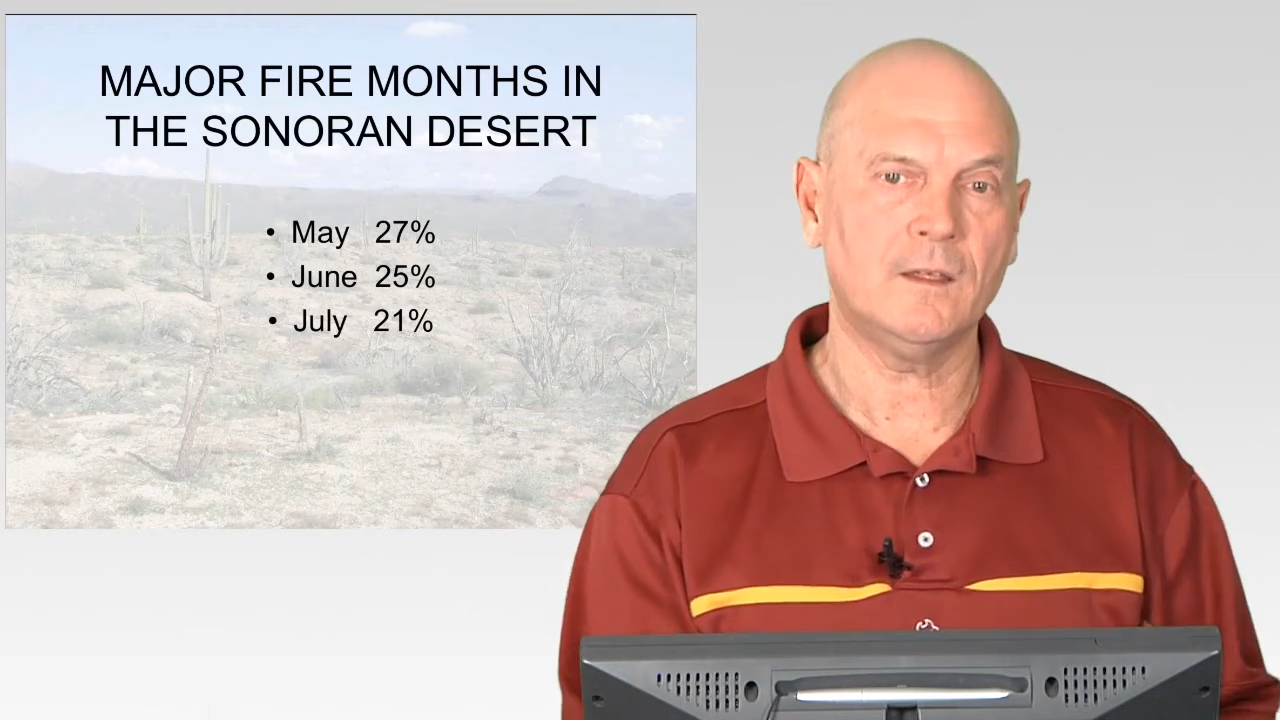 MAJOR FIRE MONTHS IN
THE SONORAN DESERT
• May 27%
• June 25%
• July 21%